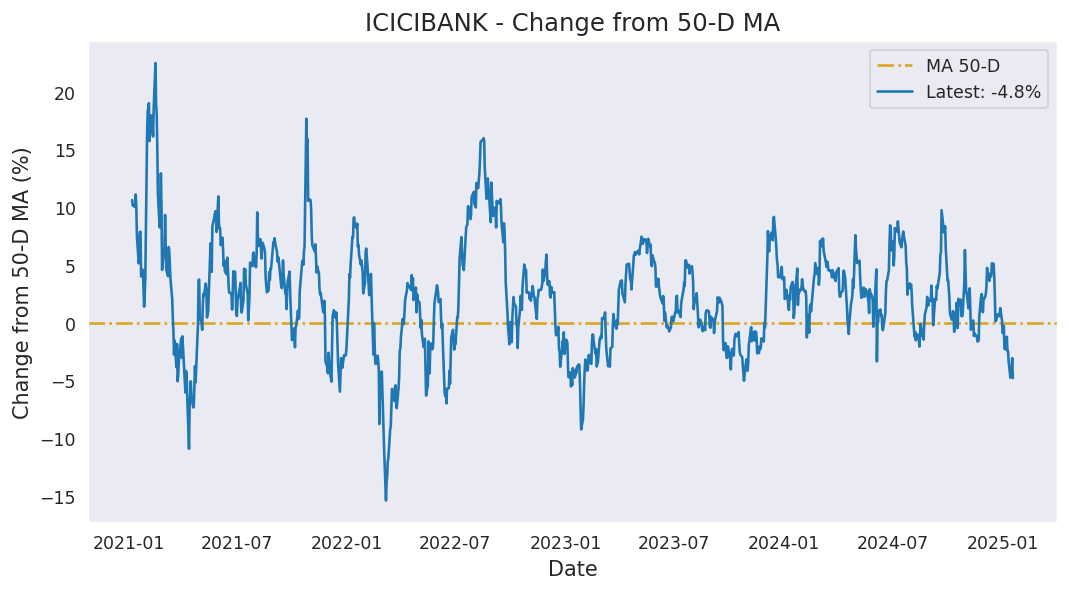 ICICIBANK - Change from 50-D MA
MA 50-D
Latest: -4.8%
Change from 50-D MA (%)
20
15
10
5
0
−5
−10
−15
2021-01 2021-07 2022-01 2022-07 2023-01 2023-07 2024-01 2024-07 2025-01
Date